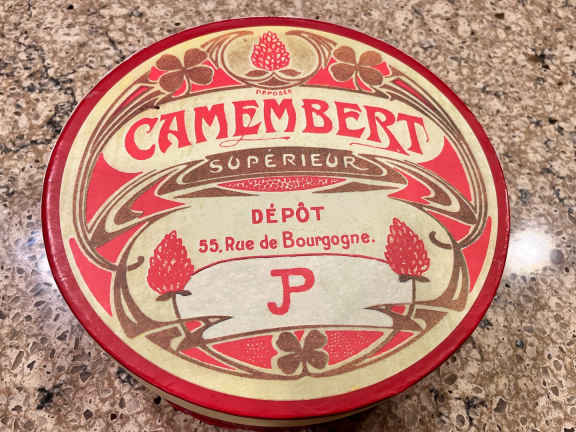 DÉPOSÉE
CAMEMBERT
SUPÉRIEUR
DÉPÔT
55, Rue de Bourgogne.
JP